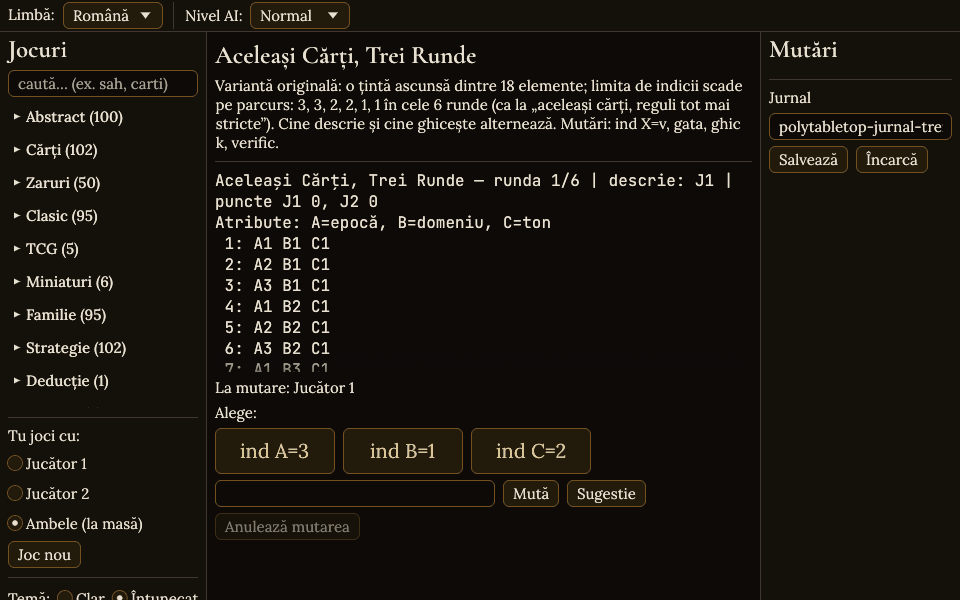 Limbă: Română ▼ Nivel AI: Normal ▼
Jocuri
caută... (ex. sah, carti)
▸ Abstract (100)
▸ Cărți (102)
▸ Zaruri (50)
▸ Clasic (95)
▸ TCG (5)
▸ Miniaturi (6)
▸ Familie (95)
▸ Strategie (102)
▸ Deducție (1)
Tu joci cu:
Jucător 1
Jucător 2
Ambele (la masă)
Joc nou
Temă: Clar Întunecat
Aceleași Cărți, Trei Runde
Variantă originală: o țintă ascunsă dintre 18 elemente; limita de indicii scade
pe parcurs: 3, 3, 2, 2, 1, 1 în cele 6 runde (ca la „aceleași cărți, reguli tot mai
stricte”). Cine descrie și cine ghicește alternează. Mutări: ind X=v, gata, ghic
k, verific.
Aceleași Cărți, Trei Runde — runda 1/6 | descrie: J1 |
puncte J1 0, J2 0
Atribute: A=epocă, B=domeniu, C=ton
1: A1 B1 C1
2: A2 B1 C1
3: A3 B1 C1
4: A1 B2 C1
5: A2 B2 C1
6: A3 B2 C1
7: A1 B3 C1
La mutare: Jucător 1
Alege:
ind A=3 ind B=1 ind C=2
Mută Sugestie
Anulează mutarea
Mutări
Jurnal
polytabletop-jurnal-tre
Salvează Încarcă